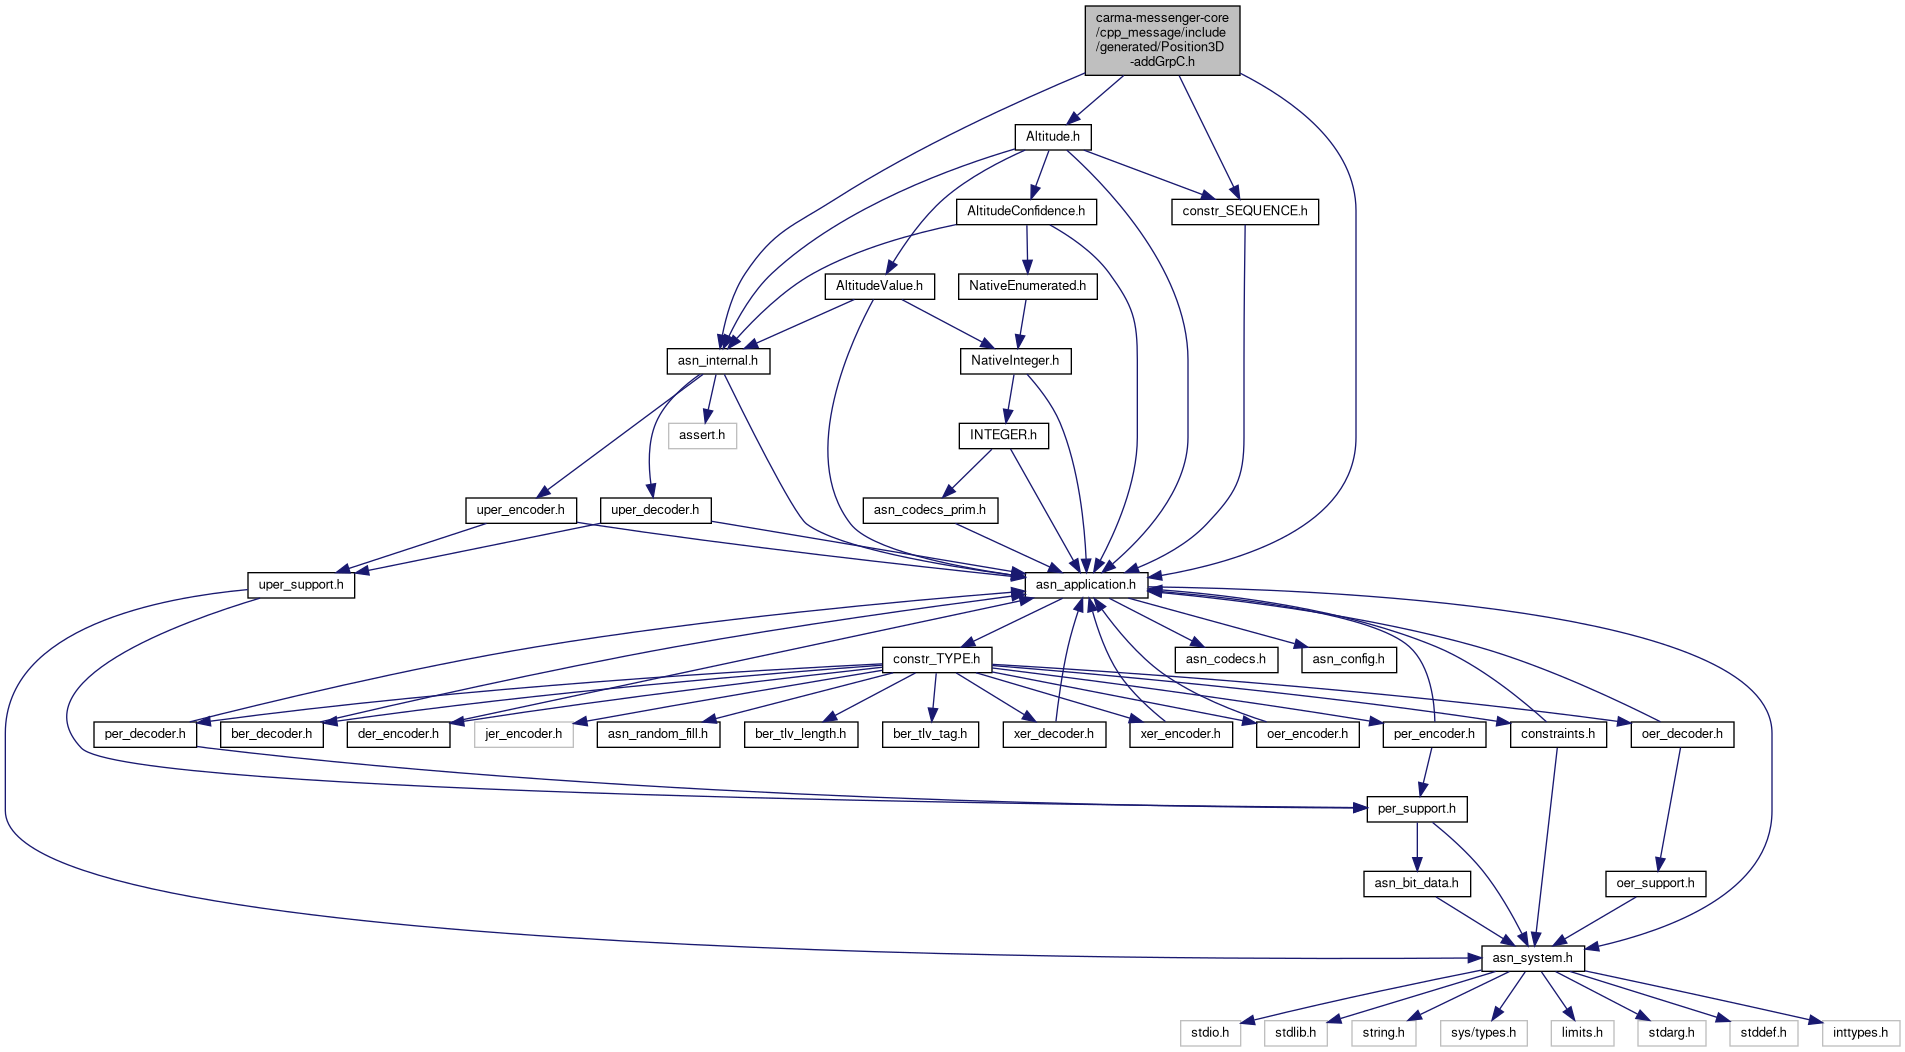 carma-messenger-core
/cpp_message/include
/generated/Position3D
-addGrpC.h
Altitude.h
AltitudeConfidence.h
constr_SEQUENCE.h
AltitudeValue.h
NativeEnumerated.h
asn_internal.h
NativeInteger.h
assert.h
INTEGER.h
uper_encoder.h
uper_decoder.h
asn_codecs_prim.h
uper_support.h
asn_application.h
constr_TYPE.h
asn_codecs.h
asn_config.h
per_decoder.h
ber_decoder.h
der_encoder.h
jer_encoder.h
asn_random_fill.h
ber_tlv_length.h
ber_tlv_tag.h
xer_decoder.h
xer_encoder.h
oer_encoder.h
per_encoder.h
constraints.h
oer_decoder.h
per_support.h
asn_bit_data.h
oer_support.h
asn_system.h
stdio.h
stdlib.h
string.h
sys/types.h
limits.h
stdarg.h
stddef.h
inttypes.h